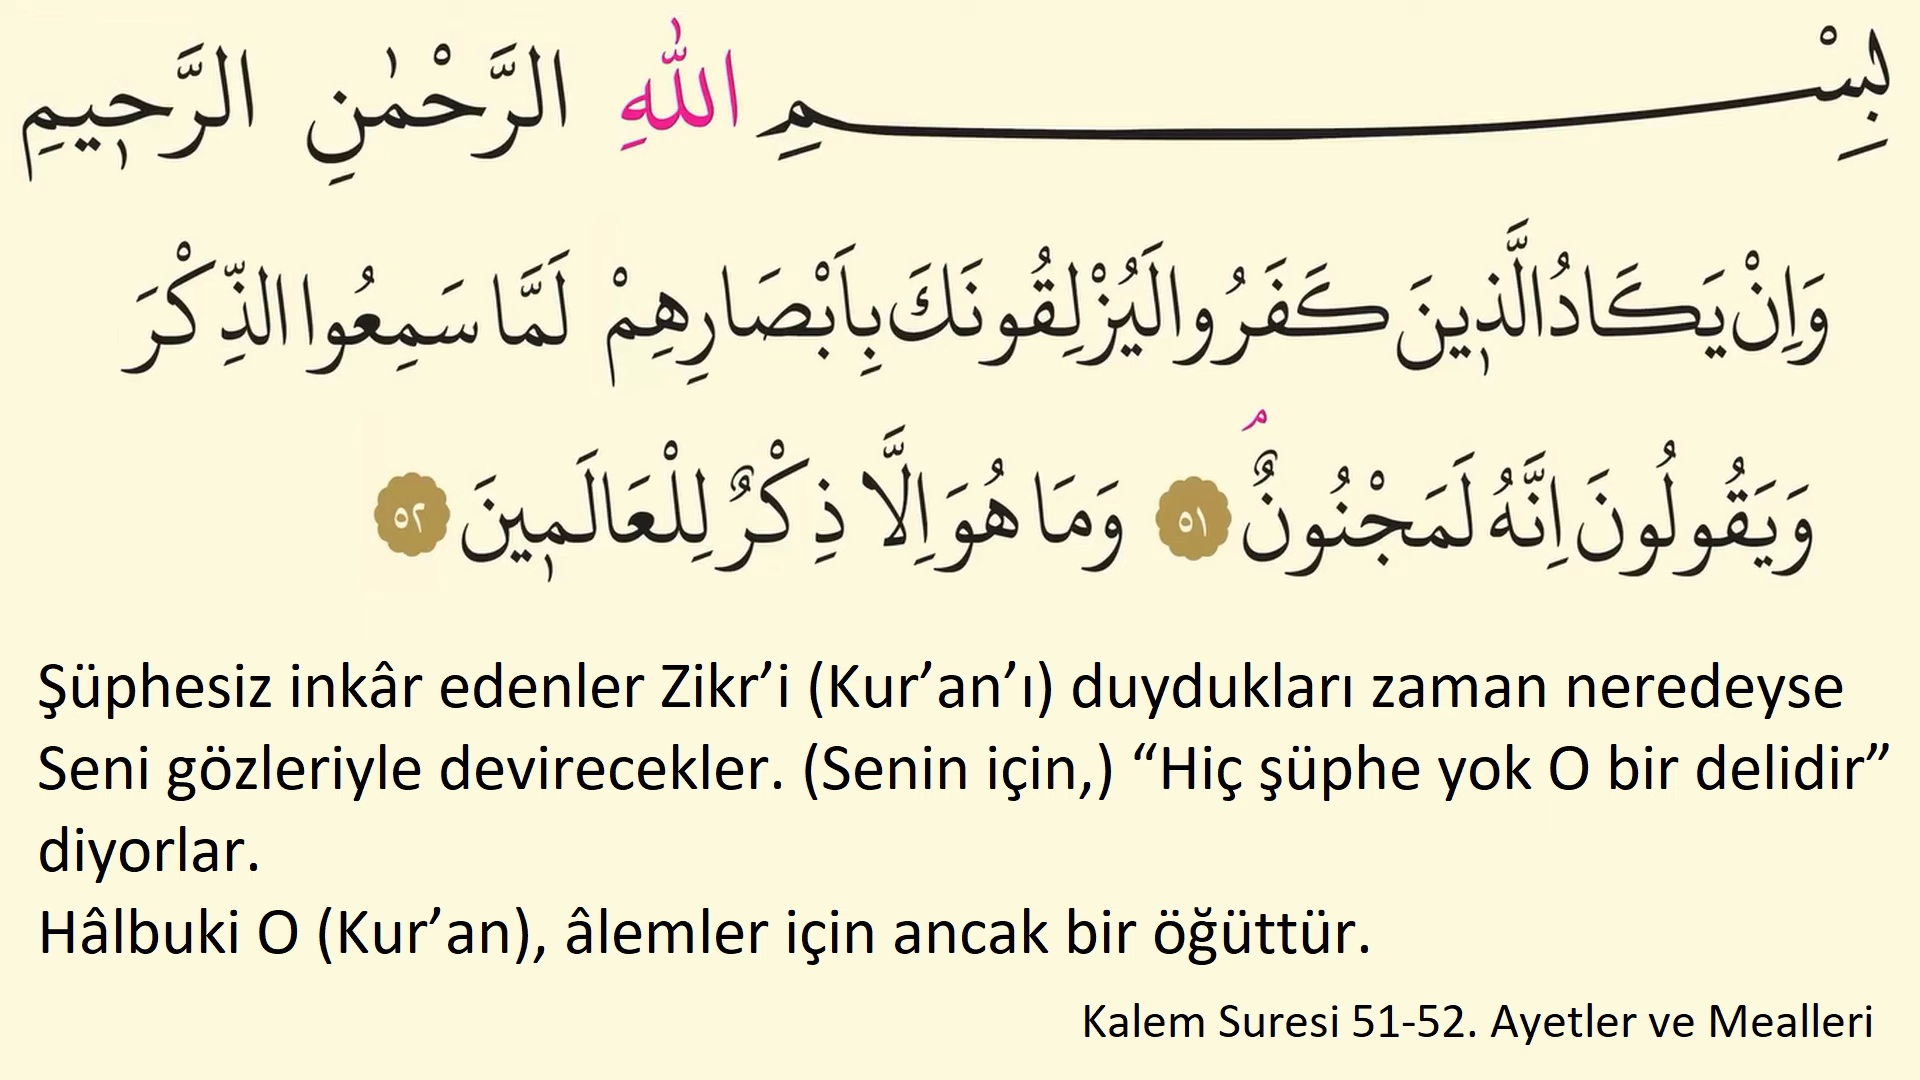 بِسْمِ اللّٰهِ الرَّحْمٰنِ الرَّح۪يمِ
وَاِنْ يَكَادُ الَّذ۪ينَ كَفَرُوا لَيُزْلِقُونَكَ بِاَبْصَارِهِمْ لَمَّا سَمِعُوا الذِّكْرَ
وَيَقُولُونَ اِنَّهُ لَمَجْنُونٌۢ ٥١ وَمَا هُوَ اِلَّا ذِكْرٌ لِلْعَالَم۪ينَ ٥٢
Şüphesiz inkâr edenler Zikr’i (Kur’an’ı) duydukları zaman neredeyse
Seni gözleriyle devirecekler. (Senin için,) “Hiç şüphe yok O bir delidir”
diyorlar.
Hâlbuki O (Kur’an), âlemler için ancak bir öğüttür.
Kalem Suresi 51-52. Ayetler ve Mealleri